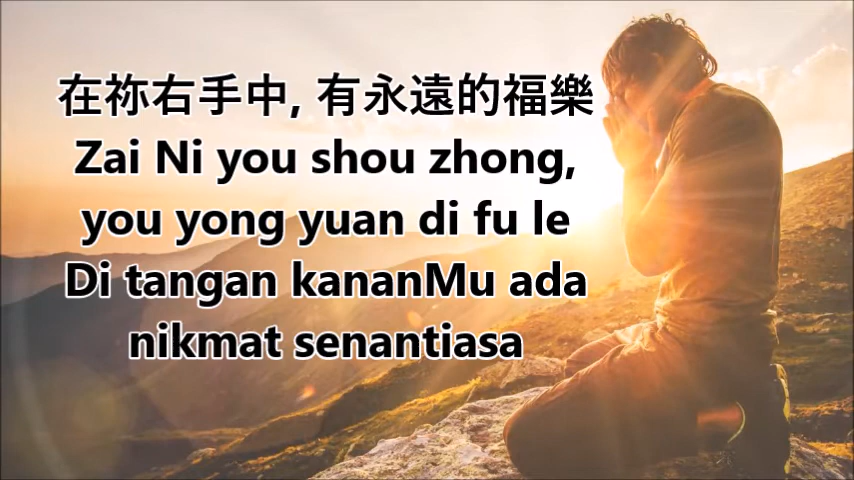 在祢右手中, 有永遠的福樂
Zai Ni you shou zhong,
you yong yuan di fu le
Di tangan kananMu ada
nikmat senantiasa